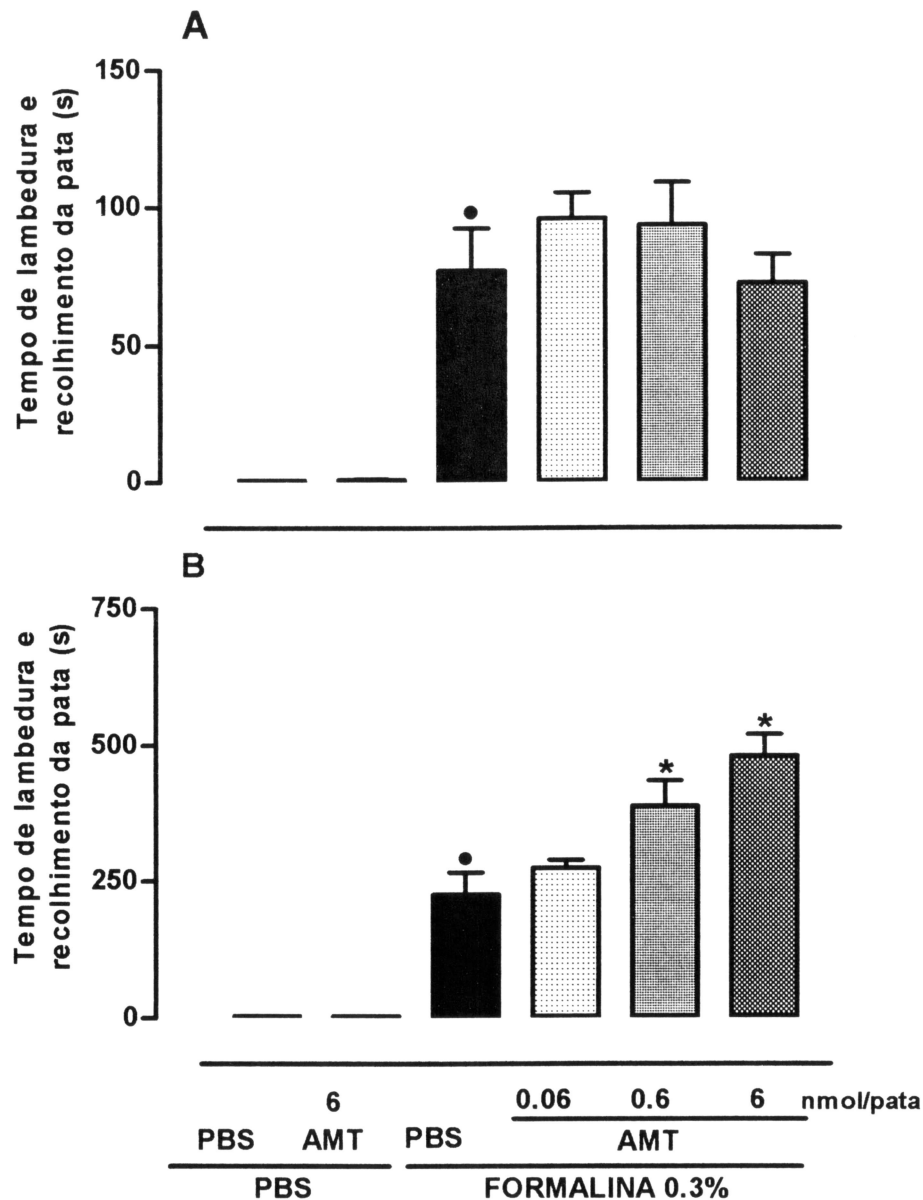 A
Tempo de lambedura e
recolhimento da pata (s)
150
100
50
0
B
Tempo de lambedura e
recolhimento da pata (s)
750
500
250
0
6 0.06 0.6 6 nmol/pata
PBS AMT PBS AMT
PBS FORMALINA 0.3%